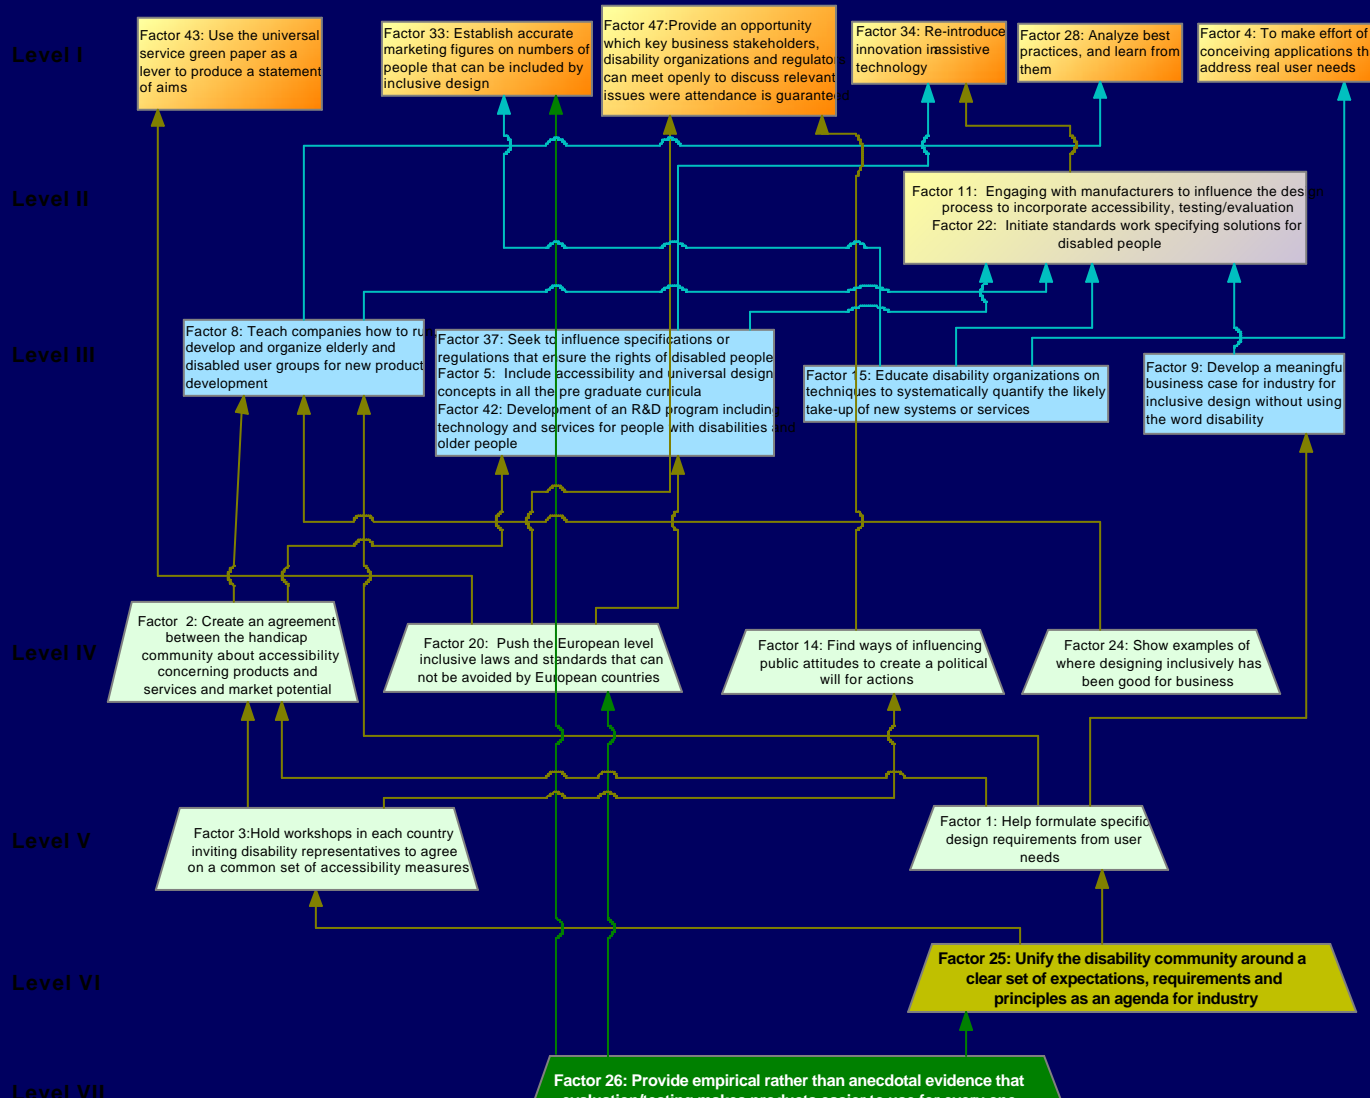 Level I
Factor 43: Use the universal
service green paper as a
lever to produce a statement
of aims
Factor 33: Establish accurate
marketing figures on numbers of
people that can be included by
inclusive design
Factor 47:Provide an opportunity
which key business stakeholders,
disability organizations and regulators
can meet openly to discuss relevant
issues were attendance is guaranteed
Factor 34: Re-introduce
innovation in assistive
technology
Factor 28: Analyze best
practices, and learn from
them
Factor 4: To make effort of
conceiving applications th
address real user needs
Level II
Factor 11: Engaging with manufacturers to influence the design
process to incorporate accessibility, testing/evaluation
Factor 22: Initiate standards work specifying solutions for
disabled people
Level III
Factor 8: Teach companies how to run
develop and organize elderly and
disabled user groups for new product
development
Factor 37: Seek to influence specifications or
regulations that ensure the rights of disabled people
Factor 5: Include accessibility and universal design
concepts in all the pre graduate curricula
Factor 42: Development of an R&D program including
technology and services for people with disabilities and
older people
Factor 15: Educate disability organizations on
techniques to systematically quantify the likely
take-up of new systems or services
Factor 9: Develop a meaningful
business case for industry for
inclusive design without using
the word disability
Level IV
Factor 2: Create an agreement
between the handicap
community about accessibility
concerning products and
services and market potential
Factor 20: Push the European level
inclusive laws and standards that can
not be avoided by European countries
Factor 14: Find ways of influencing
public attitudes to create a political
will for actions
Factor 24: Show examples of
where designing inclusively has
been good for business
Level V
Factor 3:Hold workshops in each country
inviting disability representatives to agree
on a common set of accessibility measures
Factor 1: Help formulate specific
design requirements from user
needs
Level VI
Factor 25: Unify the disability community around a
clear set of expectations, requirements and
principles as an agenda for industry
Level VII
Factor 26: Provide empirical rather than anecdotal evidence that
evaluation/testing makes products easier to use for every one